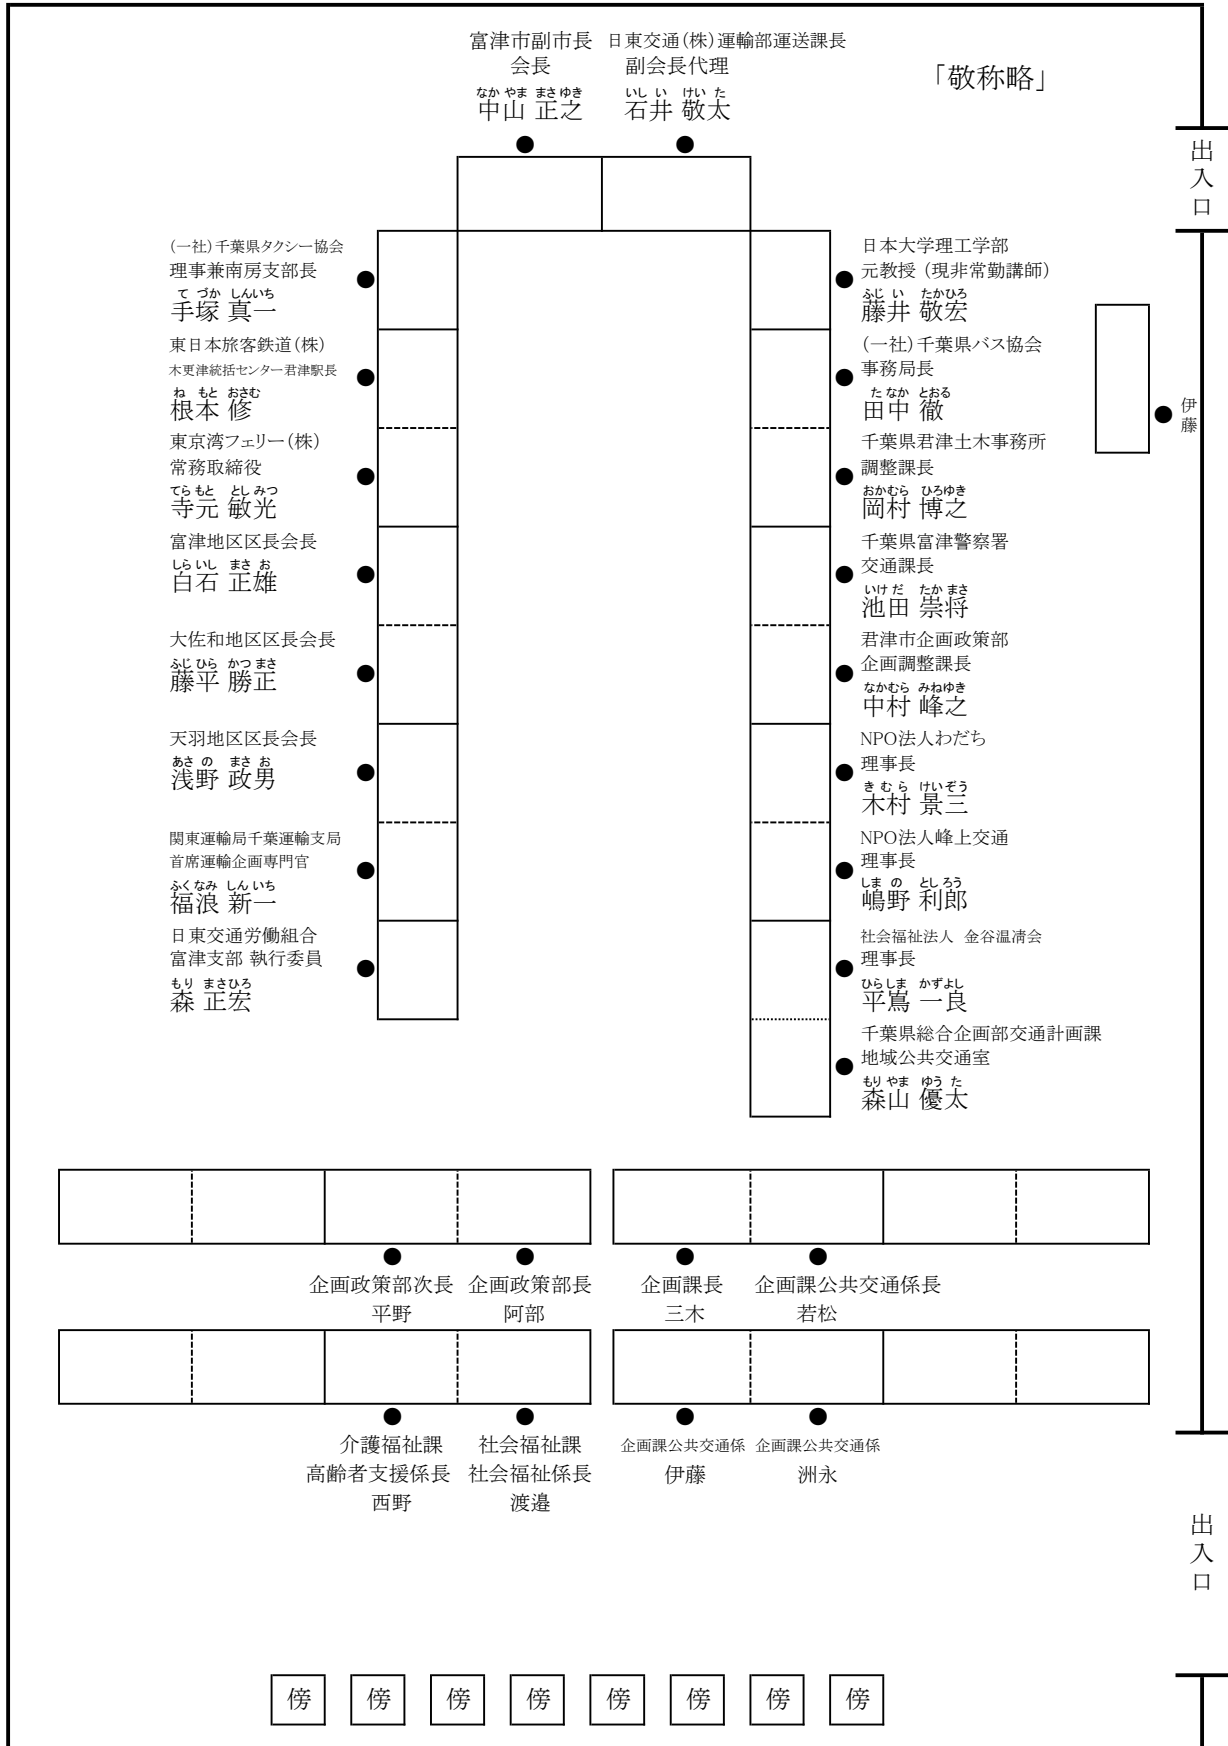 富津市副市長
会長
なかやま まさゆき
中山 正之
日東交通(株)運輸部運送課長
副会長代理
いしい けいた
石井 敬太
「敬称略」
出入口
(一社)千葉県タクシー協会
理事兼南房支部長
てづか しんいち
手塚 真一
東日本旅客鉄道(株)
木更津統括センター君津駅長
ねもと おさむ
根本 修
東京湾フェリー(株)
常務取締役
てらもと としみつ
寺元 敏光
富津地区区長会長
しらいし まさお
白石 正雄
大佐和地区区長会長
ふじひら かつまさ
藤平 勝正
天羽地区区長会長
あさの まさお
浅野 政男
関東運輸局千葉運輸支局
首席運輸企画専門官
ふくなみ しんいち
福浪 新一
日東交通労働組合
富津支部 執行委員
もり まさひろ
森 正宏
日本大学理工学部
元教授(現非常勤講師)
ふじい たかひろ
藤井 敬宏
(一社)千葉県バス協会
事務局長
たなか とおる
田中 徹
千葉県君津土木事務所
調整課長
おかむら ひろゆき
岡村 博之
千葉県富津警察署
交通課長
いけだ たかまさ
池田 崇将
君津市企画政策部
企画調整課長
なかむら みねゆき
中村 峰之
NPO法人わだち
理事長
きむら けいぞう
木村 景三
NPO法人峰上交通
理事長
しまの としろう
嶋野 利郎
社会福祉法人 金谷温凊会
理事長
ひらしま かずよし
平嶌 一良
千葉県総合企画部交通計画課
地域公共交通室
もりやま ゆうた
森山 優太
伊藤
企画政策部次長
平野
企画政策部長
阿部
企画課長
三木
企画課公共交通係長
若松
介護福祉課
高齢者支援係長
西野
社会福祉課
社会福祉係長
渡邉
企画課公共交通係
伊藤
企画課公共交通係
洲永
出入口
傍 傍 傍 傍 傍 傍 傍 傍